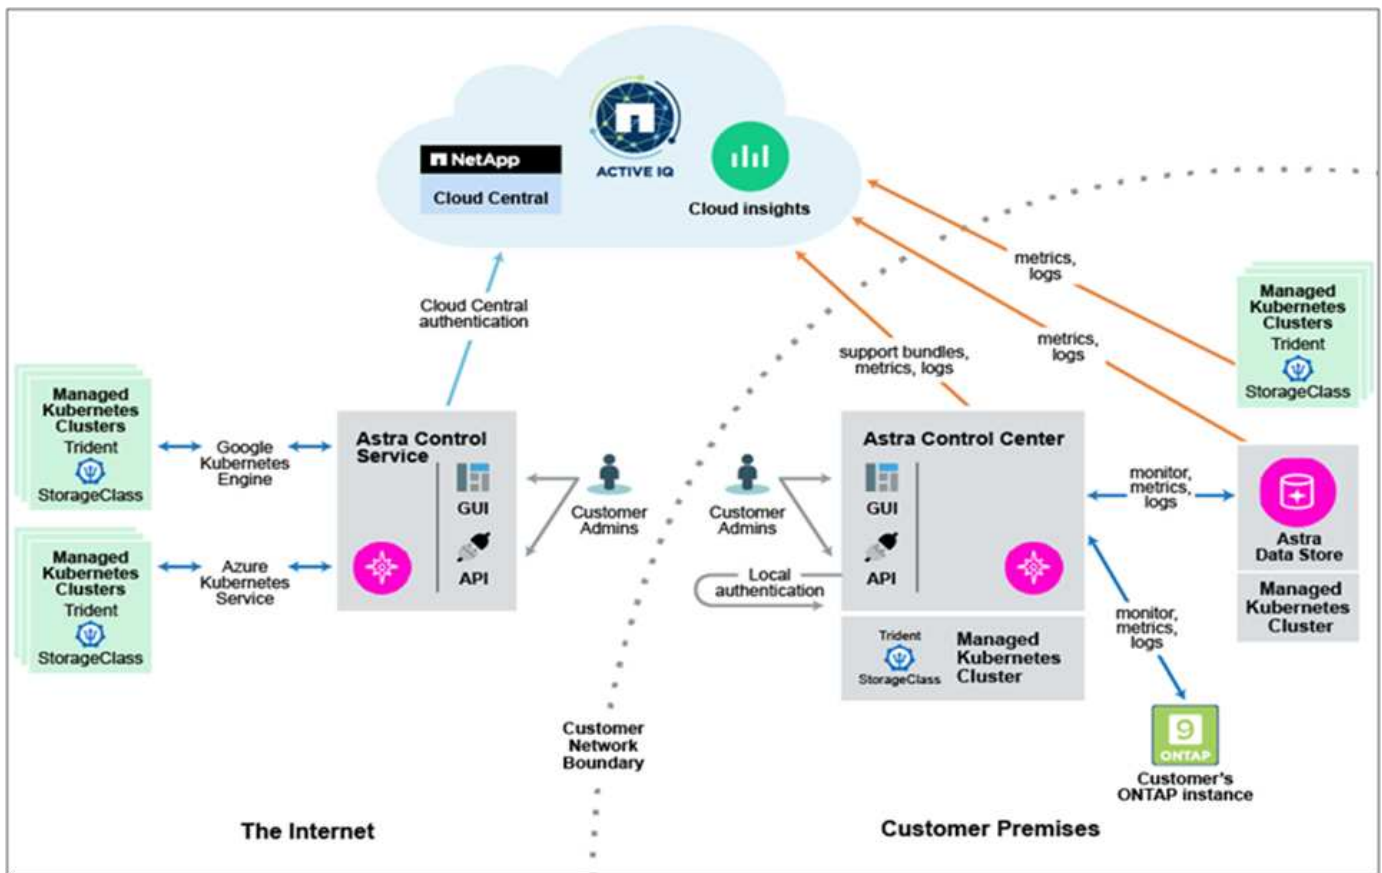 NetApp
Cloud Central
ACTIVE IQ
Cloud insights
Cloud Central
authentication
metrics,
logs
metrics,
logs
support bundles,
metrics, logs
Managed
Kubernetes
Clusters
Trident
StorageClass
Managed
Kubernetes
Clusters
Trident
StorageClass
Google
Kubernetes
Engine
Managed
Kubernetes
Clusters
Trident
StorageClass
Azure
Kubernetes
Service
Astra Control
Service
GUI
API
Customer
Admins
Customer
Admins
Local
authentication
Astra Control Center
GUI
API
Trident
StorageClass
Managed
Kubernetes
Cluster
monitor,
metrics,
logs
Astra
Data Store
Managed
Kubernetes
Cluster
monitor,
metrics,
logs
9
ONTAP
Customer's
ONTAP instance
Customer
Network
Boundary
The Internet
Customer Premises